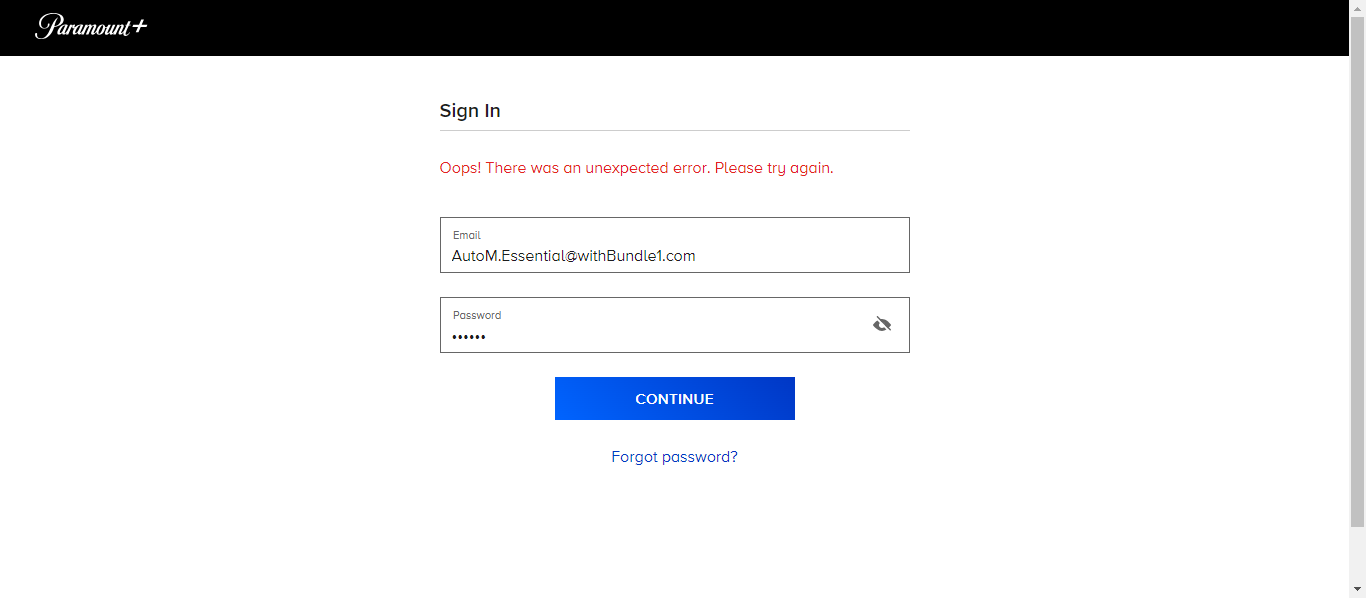 Paramount+
Sign In
Oops! There was an unexpected error. Please try again.
Email
AutoM.Essential@withBundle1.com
Password
••••••
CONTINUE
Forgot password?